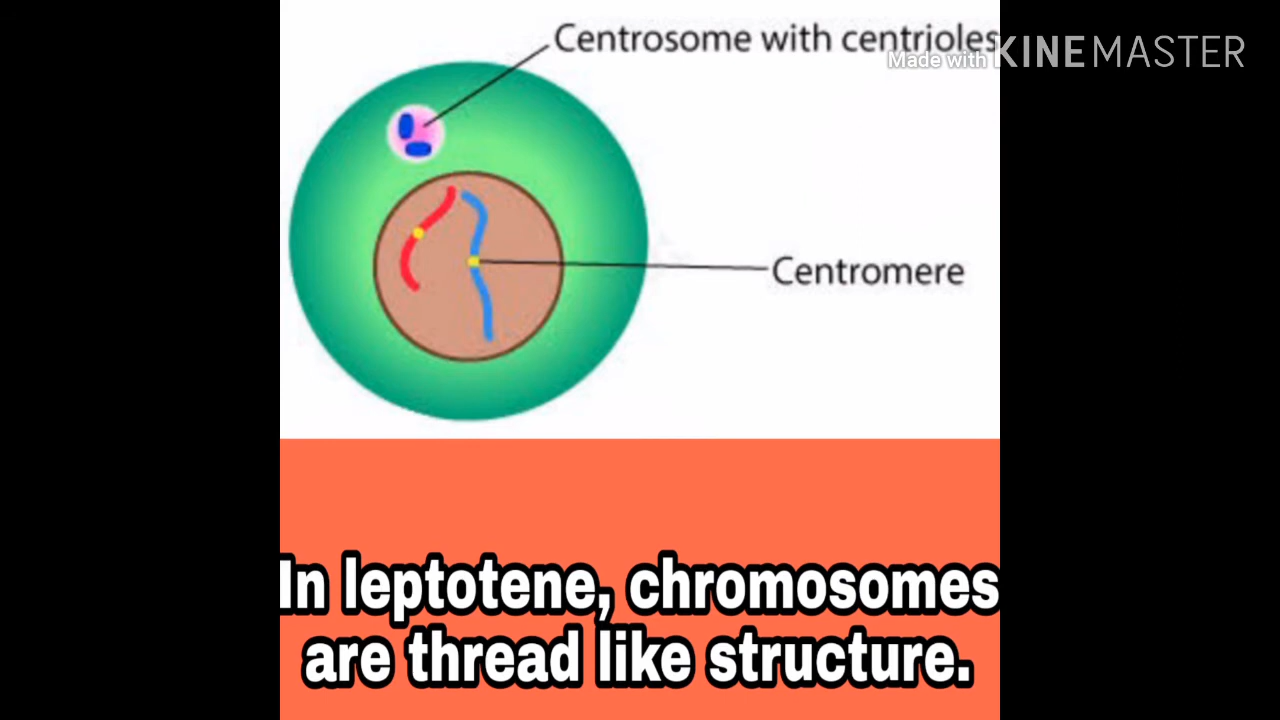 Centrosome with centrioles
Made with KINEMASTER
Centromere
In leptotene, chromosomes
are thread like structure.